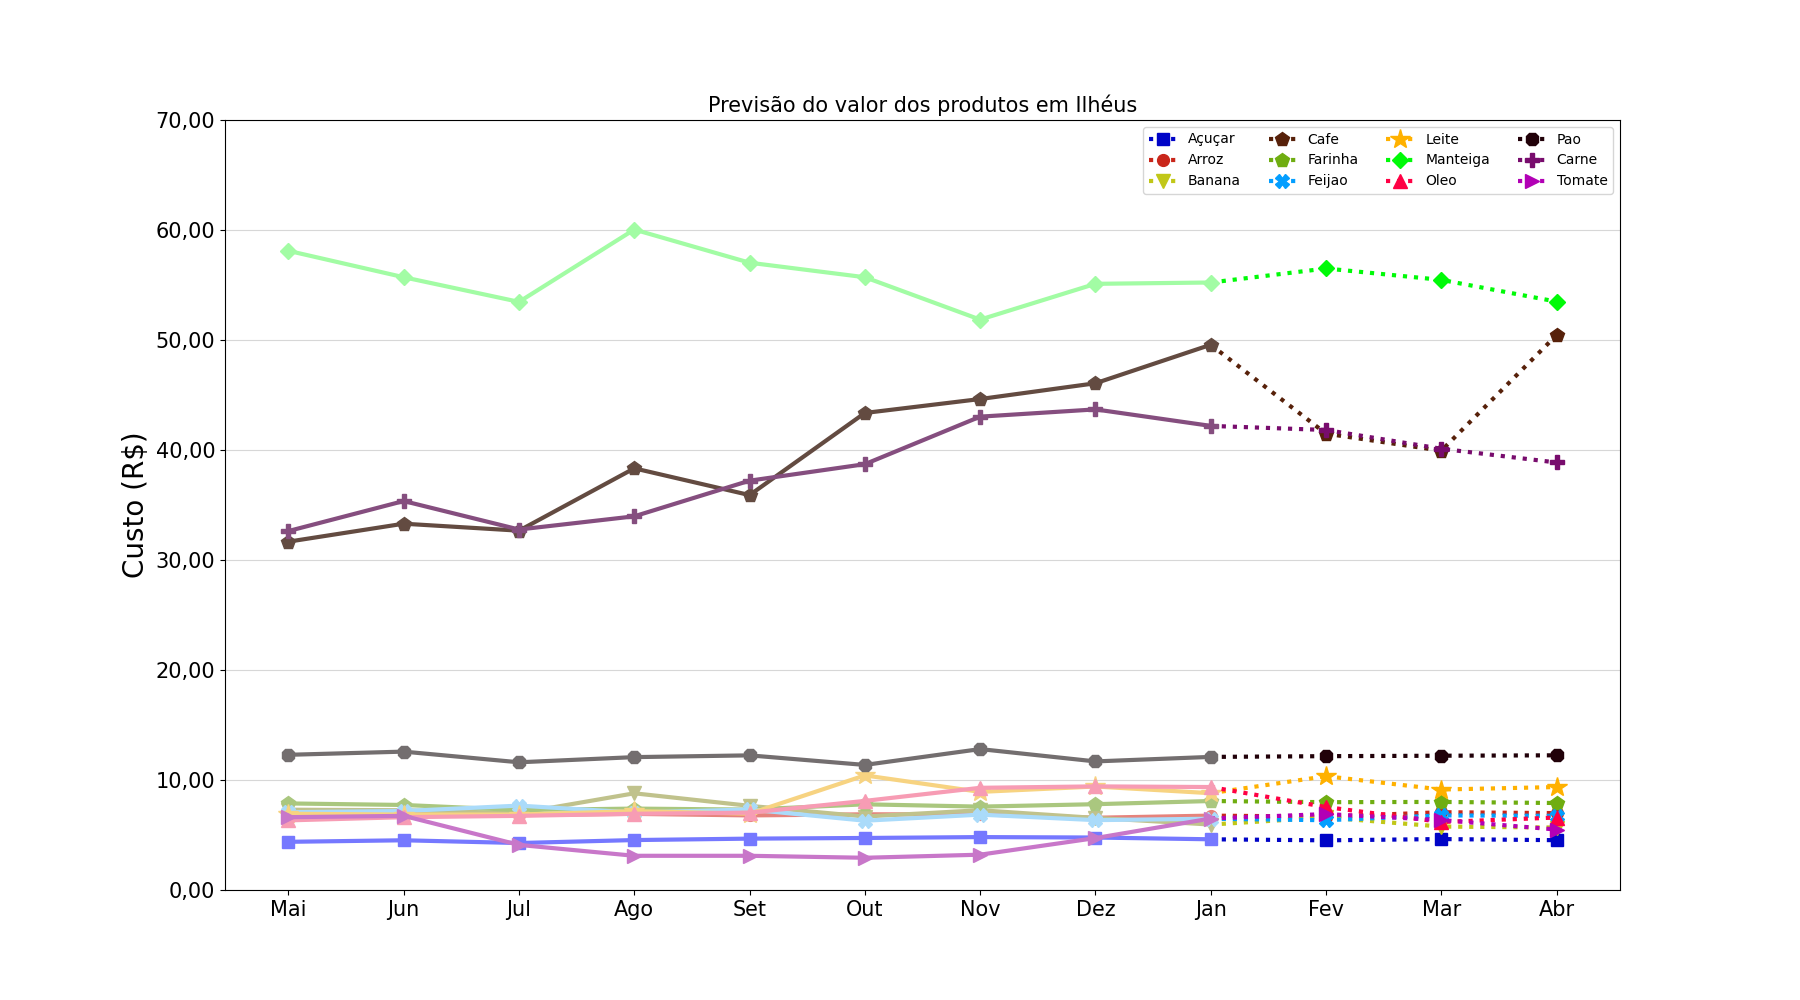 Previsão do valor dos produtos em Ilhéus
Açuçar Cafe Leite Pao
Arroz Farinha Manteiga Carne
Banana Feijao Oleo Tomate
Custo (R$)
70,00
60,00
50,00
40,00
30,00
20,00
10,00
0,00
Mai Jun Jul Ago Set Out Nov Dez Jan Fev Mar Abr